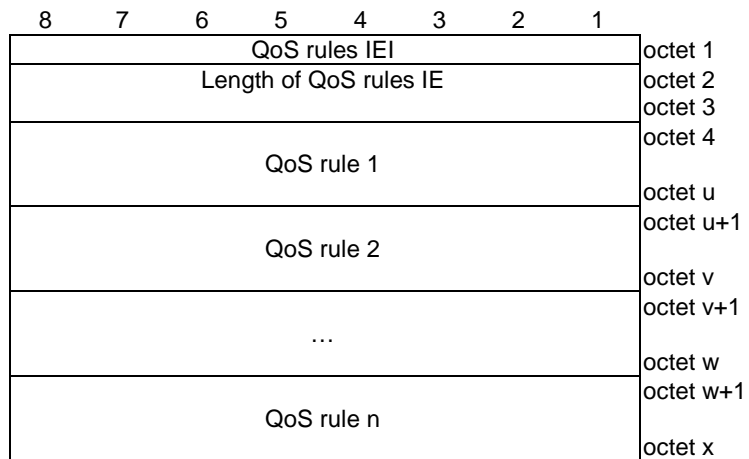 8 7 6 5 4 3 2 1
QoS rules IEI octet 1
Length of QoS rules IE octet 2
octet 3
octet 4
QoS rule 1
octet u
octet u+1
QoS rule 2
octet v
octet v+1
…
octet w
octet w+1
QoS rule n
octet x